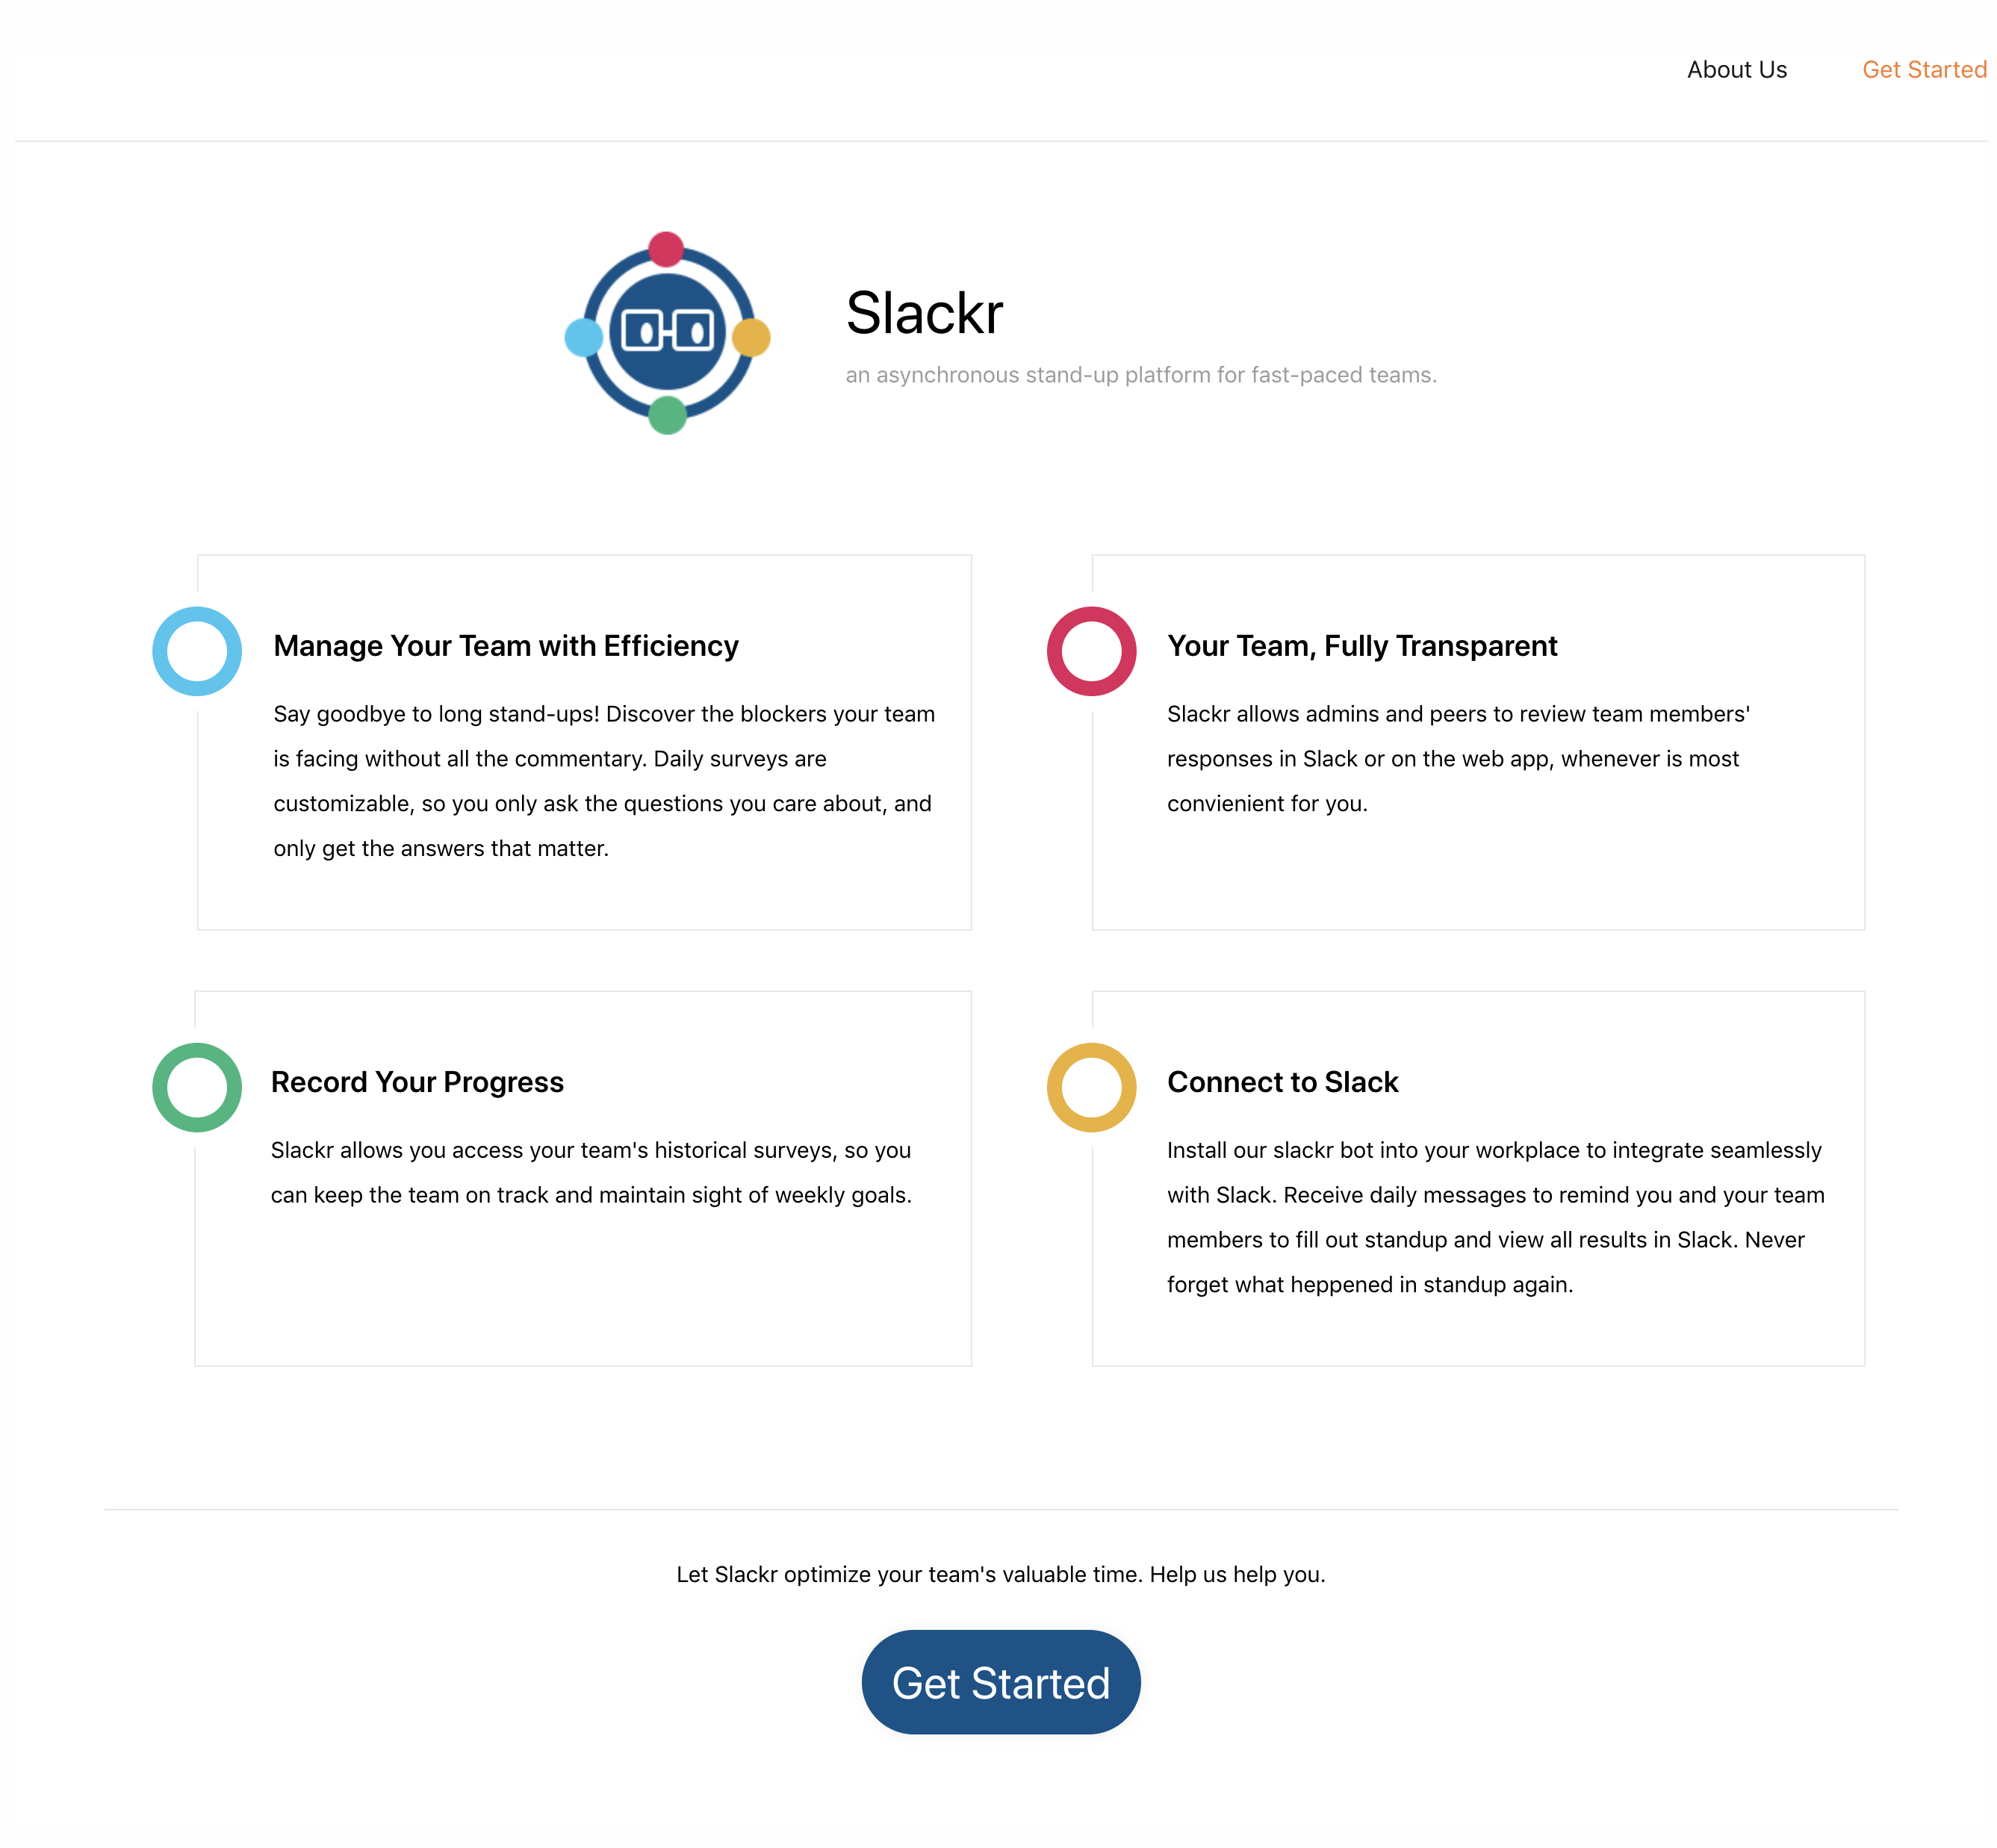 About Us
Get Started
Slackr
an asynchronous stand-up platform for fast-paced teams.
Manage Your Team with Efficiency
Say goodbye to long stand-ups! Discover the blockers your team
is facing without all the commentary. Daily surveys are
customizable, so you only ask the questions you care about, and
only get the answers that matter.
Your Team, Fully Transparent
Slackr allows admins and peers to review team members'
responses in Slack or on the web app, whenever is most
convienient for you.
Record Your Progress
Slackr allows you access your team's historical surveys, so you
can keep the team on track and maintain sight of weekly goals.
Connect to Slack
Install our slackr bot into your workplace to integrate seamlessly
with Slack. Receive daily messages to remind you and your team
members to fill out standup and view all results in Slack. Never
forget what heppened in standup again.
Let Slackr optimize your team's valuable time. Help us help you.
Get Started